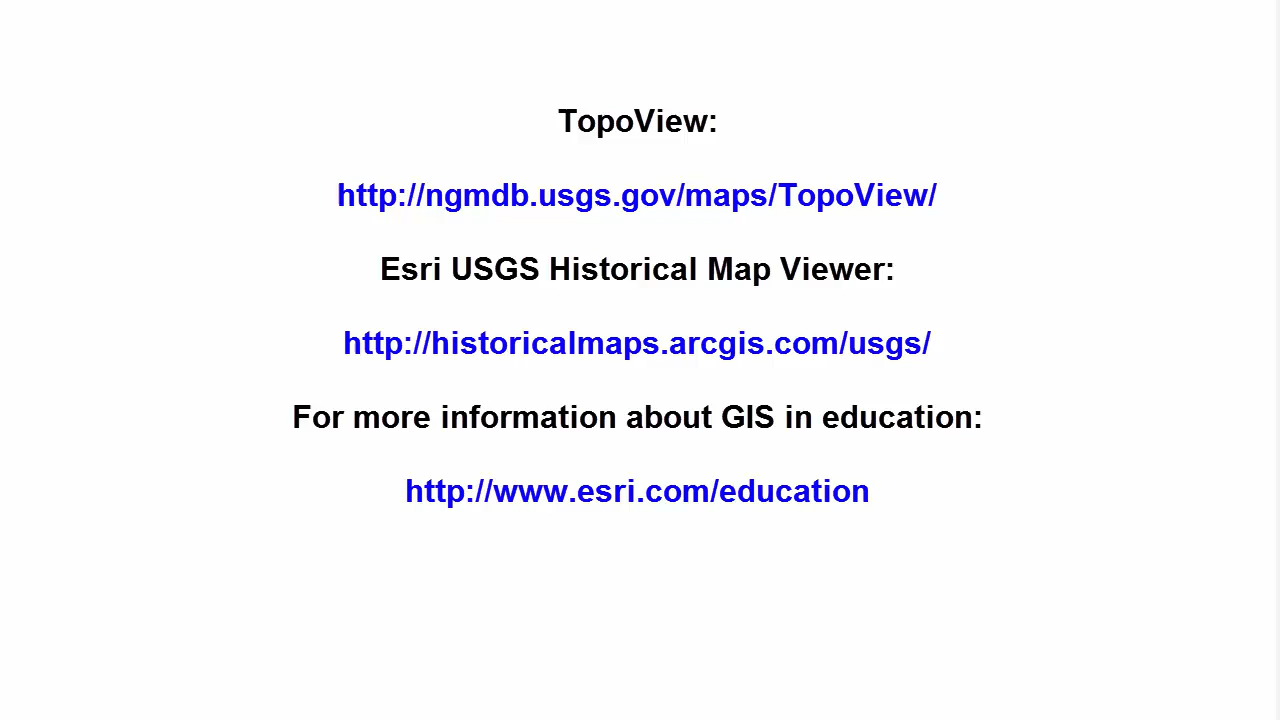 TopoView:
http://ngmdb.usgs.gov/maps/TopoView/
Esri USGS Historical Map Viewer:
http://historicalmaps.arcgis.com/usgs/
For more information about GIS in education:
http://www.esri.com/education